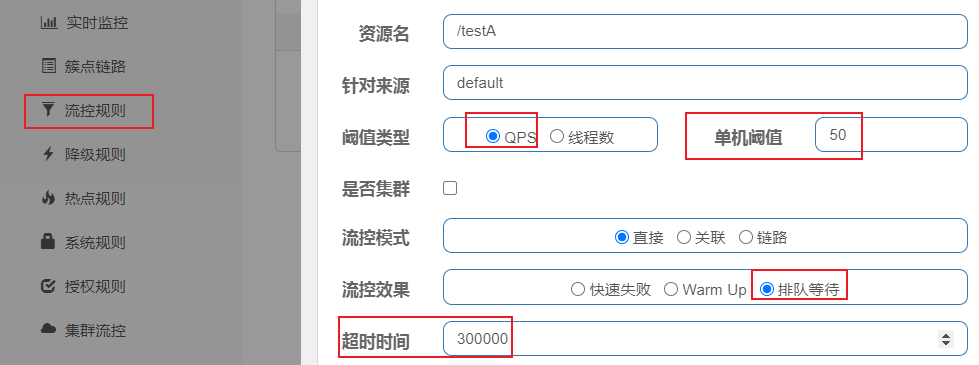 实时监控
簇点链路
流控规则
降级规则
热点规则
系统规则
授权规则
集群流控
资源名 /testA
针对来源 default
阈值类型 QPS 线程数 单机阈值 50
是否集群
流控模式 直接 关联 链路
流控效果 快速失败 Warm Up 排队等待
超时时间 300000